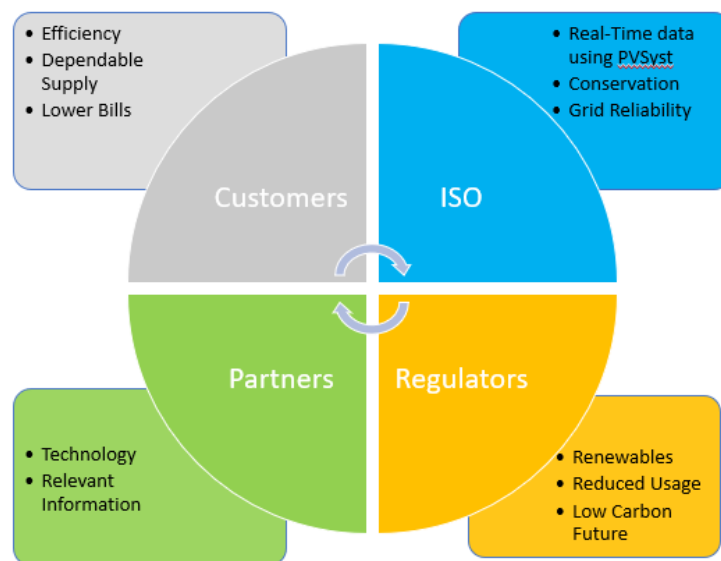 • Efficiency
• Dependable
Supply
• Lower Bills
• Real-Time data
using PVSyst
• Conservation
• Grid Reliability
Customers
ISO
Partners
Regulators
• Technology
• Relevant
Information
• Renewables
• Reduced Usage
• Low Carbon
Future